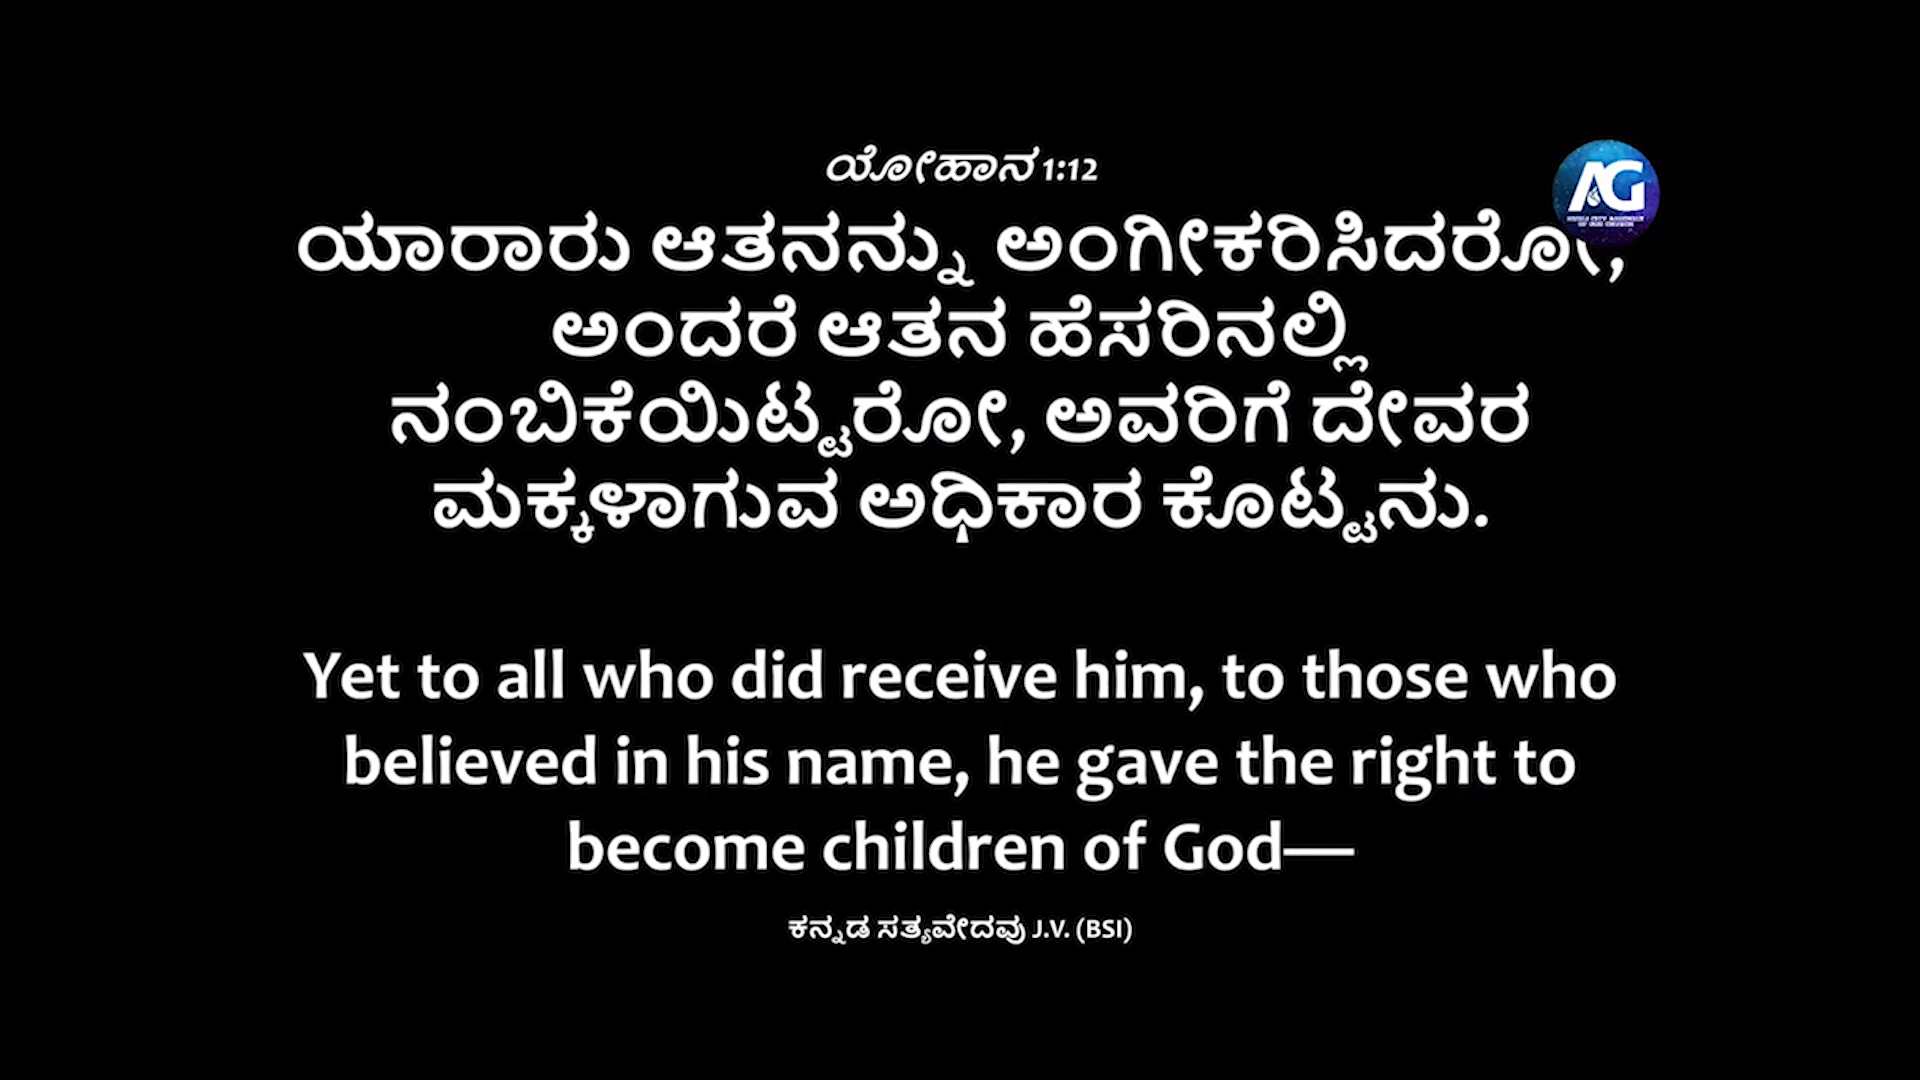 ಯೋಹಾನ 1:12
AG
ಯಾರಾರು ಆತನನ್ನು ಅಂಗೀಕರಿಸಿದರೋ,
ಅಂದರೆ ಆತನ ಹೆಸರಿನಲ್ಲಿ
ನಂಬಿಕೆಯಿಟ್ಟರೋ, ಅವರಿಗೆ ದೇವರ
ಮಕ್ಕಳಾಗುವ ಅಧಿಕಾರ ಕೊಟ್ಟನು.
Yet to all who did receive him, to those who
believed in his name, he gave the right to
become children of God—
ಕನ್ನಡ ಸತ್ಯವೇದವು J.V. (BSI)